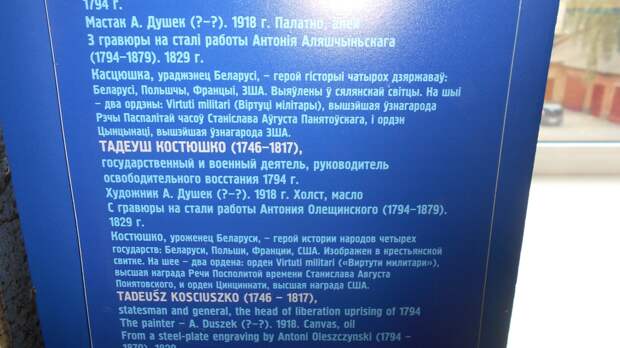 1794 г.
Мастак А. Душек (?–?). 1918 г. Палатно, алей
З гравюры на сталі работы Антонія Аляшчыньскага
(1794–1879). 1829 г.
Касцюшка, ураджэнец Беларусі, – герой гісторыі чатырох дзяржаваў:
Беларусі, Польшчы, Францыі, ЗША. Выяўлены ў сялянскай світцы. На шыі
– два ордэны: Virtuti militari (Віртуці мілітары), вышэйшая ўзнагарода
Рэчы Паспалітай часоў Станіслава Аўгуста Панятоўскага, і ордэн
Цынцынаці, вышэйшая ўзнагарода ЗША.
ТАДЕУШ КОСТЮШКО (1746–1817),
государственный и военный деятель, руководитель
освободительного восстания 1794 г.
Художник А. Душек (?–?). 1918 г. Холст, масло
С гравюры на стали работы Антония Олещинского (1794–1879).
1829 г.
Костюшко, уроженец Беларуси, – герой истории народов четырех
государств: Беларуси, Польши, Франции, США. Изображен в крестьянской
свитке. На шее – два ордена: орден Virtuti militari («Виртути милитари»),
высшая награда Речи Посполитой времени Станислава Августа
Понятовского, и орден Цинциннати, высшая награда США.
TADEUŚZ KOSCIUSZKO (1746 – 1817),
statesman and general, the head of liberation uprising of 1794
The painter – A. Duszek (?–?). 1918. Canvas, oil
From a steel-plate engraving by Antoni Oleszczynski (1794 –
1879). 1829